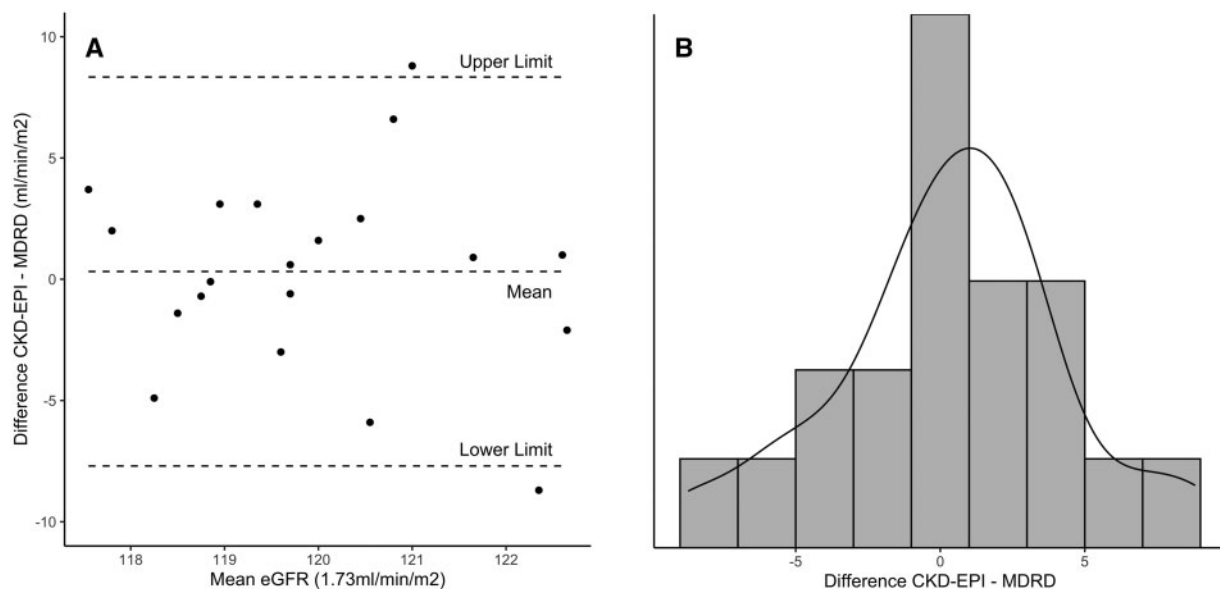 A
10
Upper Limit
5
0
Mean
-5
Lower Limit
-10
118
119
120
121
122
Mean eGFR (1.73ml/min/m2)
Difference CKD-EPI - MDRD (ml/min/m2)
B
-5
0
5
Difference CKD-EPI - MDRD